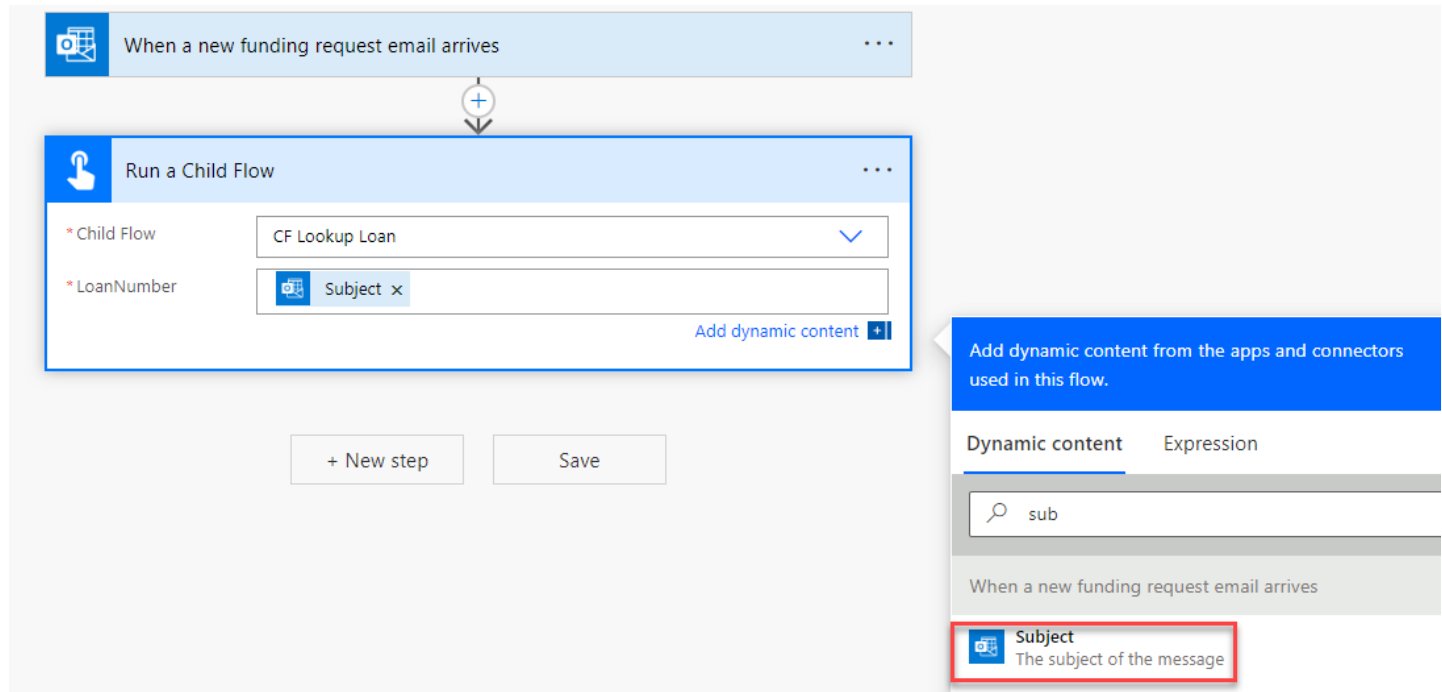 When a new funding request email arrives
Run a Child Flow
* Child Flow
CF Lookup Loan
* LoanNumber
Subject ×
Add dynamic content +
Add dynamic content from the apps and connectors
used in this flow.
Dynamic content Expression
sub
When a new funding request email arrives
Subject
The subject of the message
+ New step
Save